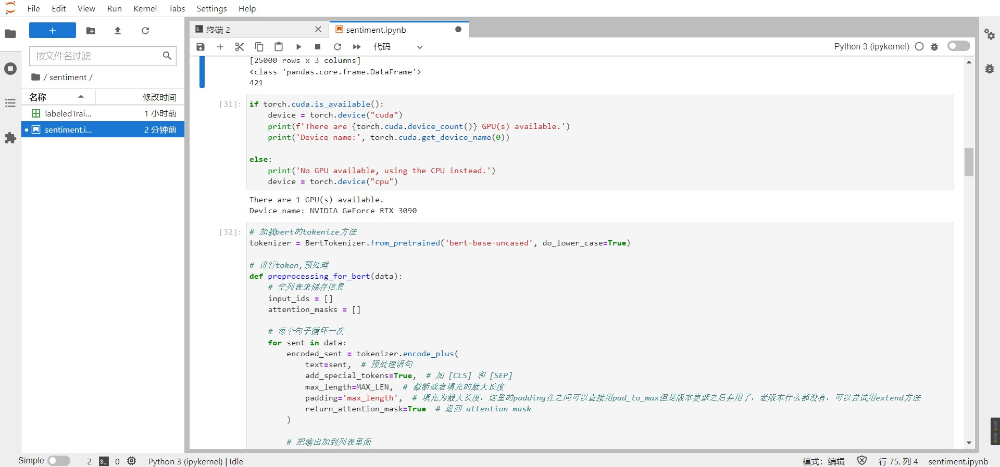 File Edit View Run Kernel Tabs Settings Help
终端 2
sentiment.ipynb
代码
Python 3 (ipykernel)
按文件名过滤
/ sentiment /
名称 修改时间
labeledTrai... 1 小时前
sentiment.i... 2 分钟前
[25000 rows x 3 columns]
<class 'pandas.core.frame.DataFrame'>
421
[31]: if torch.cuda.is_available():
    device = torch.device("cuda")
    print(f'There are {torch.cuda.device_count()} GPU(s) available.')
    print('Device name:', torch.cuda.get_device_name(0))
else:
    print('No GPU available, using the CPU instead.')
    device = torch.device("cpu")
There are 1 GPU(s) available.
Device name: NVIDIA GeForce RTX 3090
[32]: # 加载bert的tokenize方法
tokenizer = BertTokenizer.from_pretrained('bert-base-uncased', do_lower_case=True)
# 进行token,预处理
def preprocessing_for_bert(data):
    # 空列表来储存信息
    input_ids = []
    attention_masks = []
    # 每个句子循环一次
    for sent in data:
        encoded_sent = tokenizer.encode_plus(
            text=sent,  # 预处理语句
            add_special_tokens=True,  # 加 [CLS] 和 [SEP]
            max_length=MAX_LEN,  # 截断或者填充的最大长度
            padding='max_length',  # 填充为最大长度，这里的padding在之间可以直接用pad_to_max但是版本更新之后弃用了，老版本什么都没有，可以尝试用extend方法
            return_attention_mask=True  # 返回 attention mask
        )
        # 把输出加到列表里面
Simple 2 $_ 0 Python 3 (ipykernel) | Idle
模式：编辑 行 75, 列 4 sentiment.ipynb